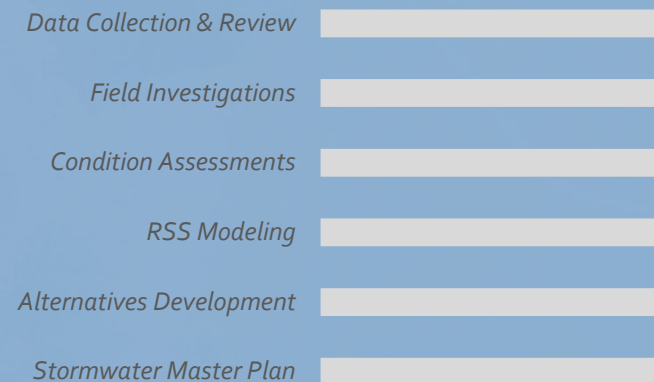 Data Collection & Review
Field Investigations
Condition Assessments
RSS Modeling
Alternatives Development
Stormwater Master Plan